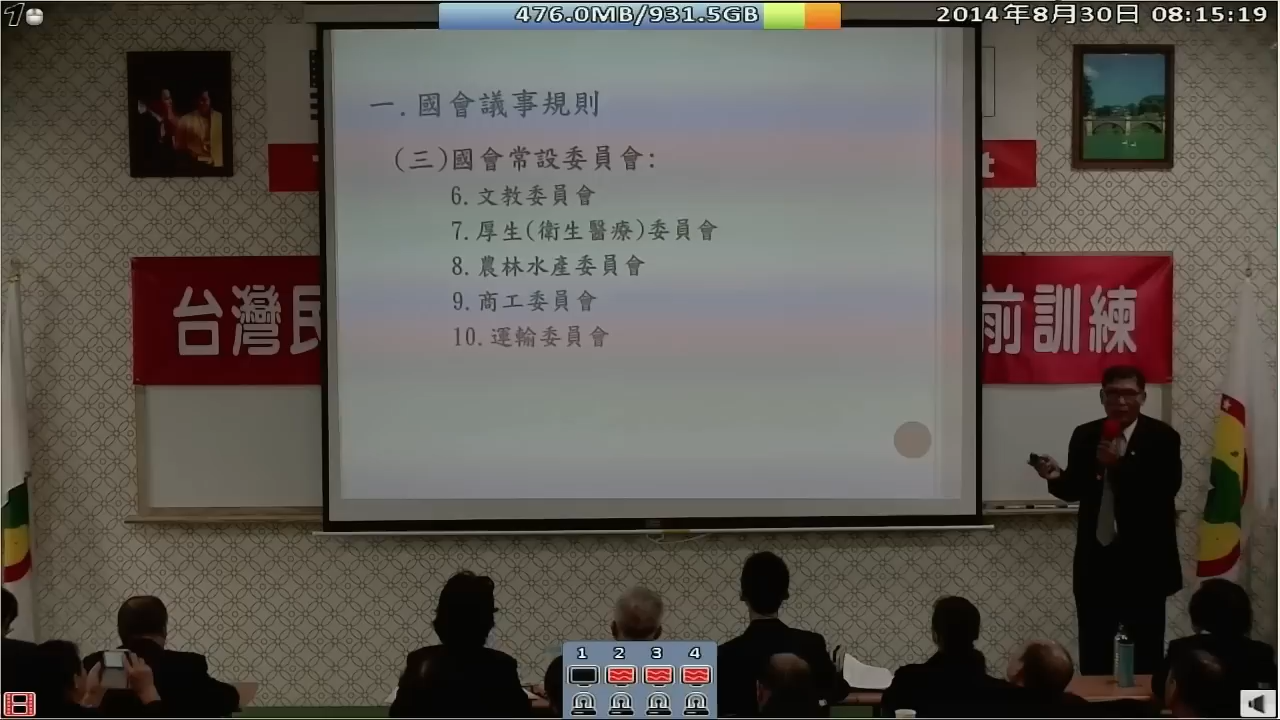 1
476.0MB/931.5GB
2014年8月30日 08:15:19
一.國會議事規則
(三)國會常設委員會:
6.文教委員會
7.厚生(衛生醫療)委員會
8.農林水產委員會
9.商工委員會
10.運輸委員會
t
台灣民
前訓練
1 2 3 4